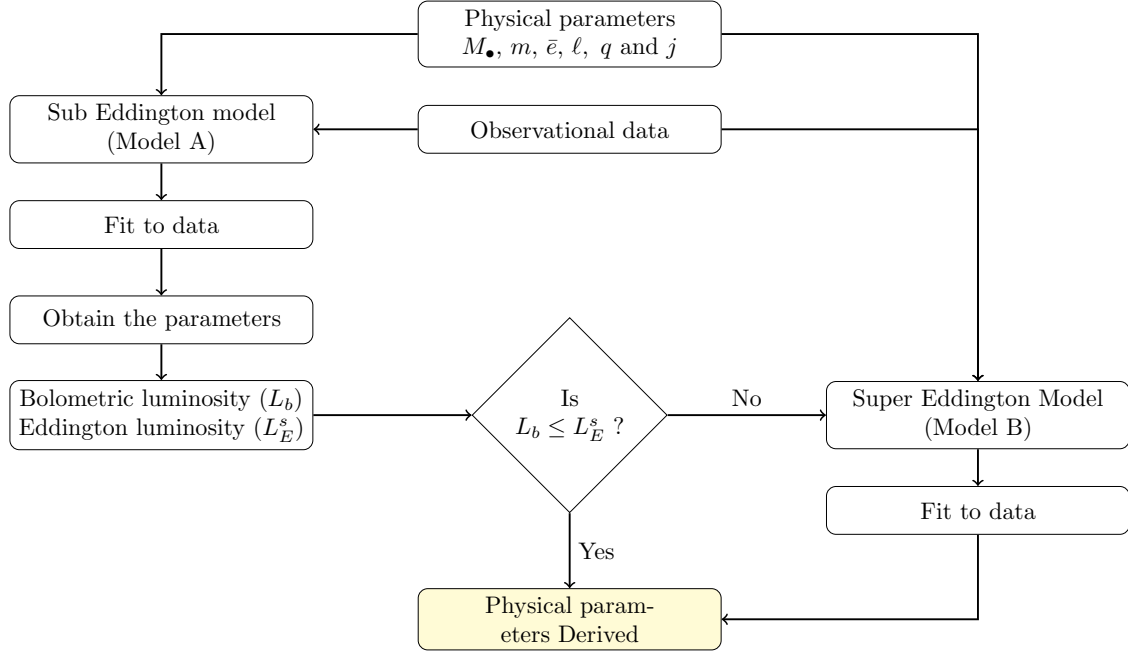 Physical parameters
M●, m, ē, ℓ, q and j
Sub Eddington model
(Model A)
Observational data
Fit to data
Obtain the parameters
Bolometric luminosity (L_b)
Eddington luminosity (L_E^s)
Is
L_b ≤ L_E^s ?
No
Super Eddington Model
(Model B)
Fit to data
Yes
Physical param-
eters Derived